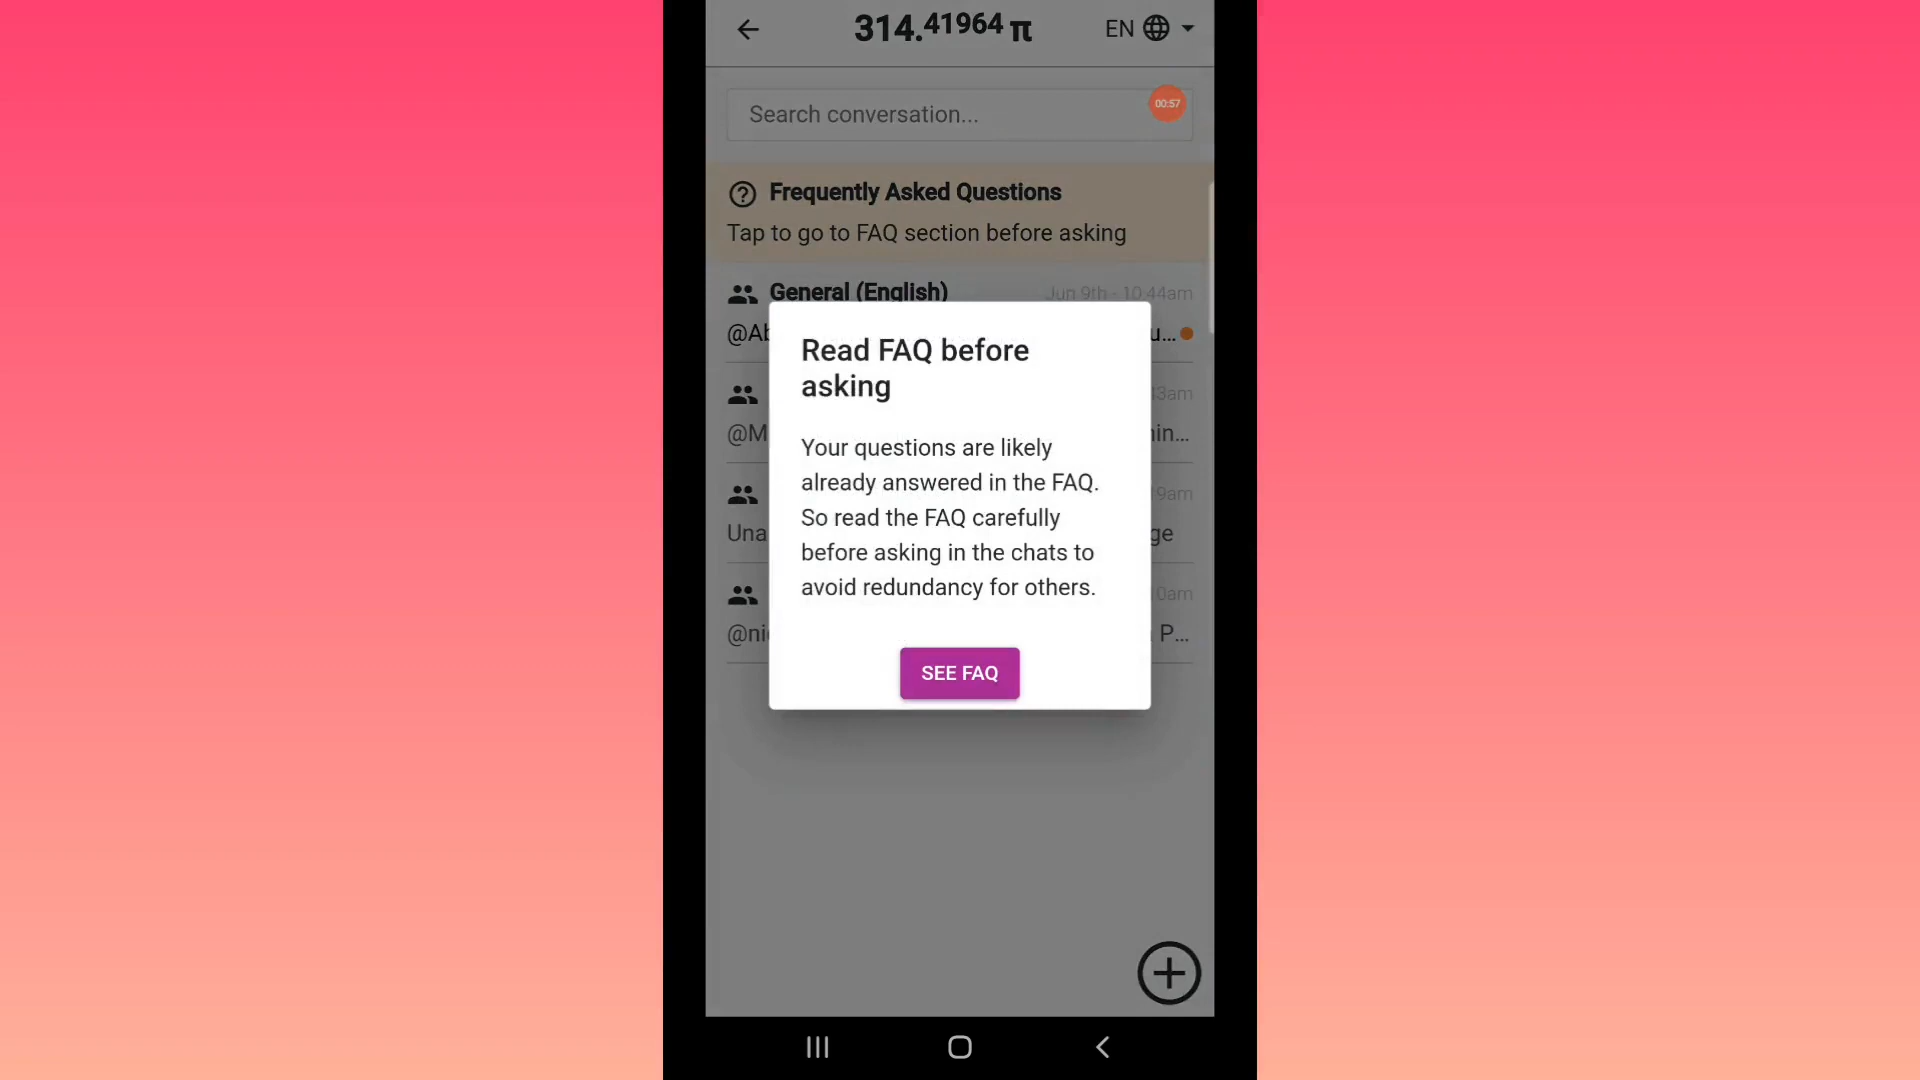 314.41964 π
EN
Search conversation...
00:57
Frequently Asked Questions
Tap to go to FAQ section before asking
General (English)
Jun 9th - 10:44am
Read FAQ before
asking
Your questions are likely
already answered in the FAQ.
So read the FAQ carefully
before asking in the chats to
avoid redundancy for others.
SEE FAQ